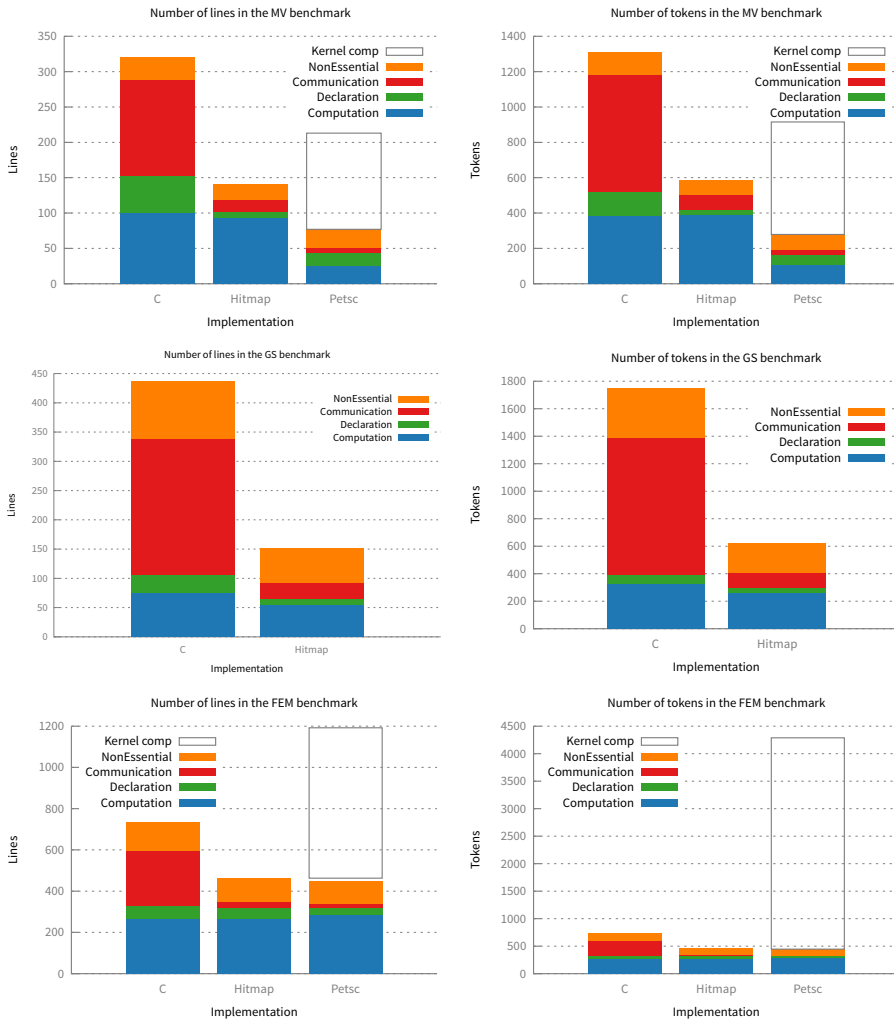 Number of lines in the MV benchmark
350
300
250
200
150
100
50
0
Lines
Kernel comp
NonEssential
Communication
Declaration
Computation
C Hitmap Petsc
Implementation
Number of tokens in the MV benchmark
1400
1200
1000
800
600
400
200
0
Tokens
Kernel comp
NonEssential
Communication
Declaration
Computation
C Hitmap Petsc
Implementation
Number of lines in the GS benchmark
450
400
350
300
250
200
150
100
50
0
Lines
NonEssential
Communication
Declaration
Computation
C Hitmap
Implementation
Number of tokens in the GS benchmark
1800
1600
1400
1200
1000
800
600
400
200
0
Tokens
NonEssential
Communication
Declaration
Computation
C Hitmap
Implementation
Number of lines in the FEM benchmark
1200
1000
800
600
400
200
0
Lines
Kernel comp
NonEssential
Communication
Declaration
Computation
C Hitmap Petsc
Implementation
Number of tokens in the FEM benchmark
4500
4000
3500
3000
2500
2000
1500
1000
500
0
Tokens
Kernel comp
NonEssential
Communication
Declaration
Computation
C Hitmap Petsc
Implementation